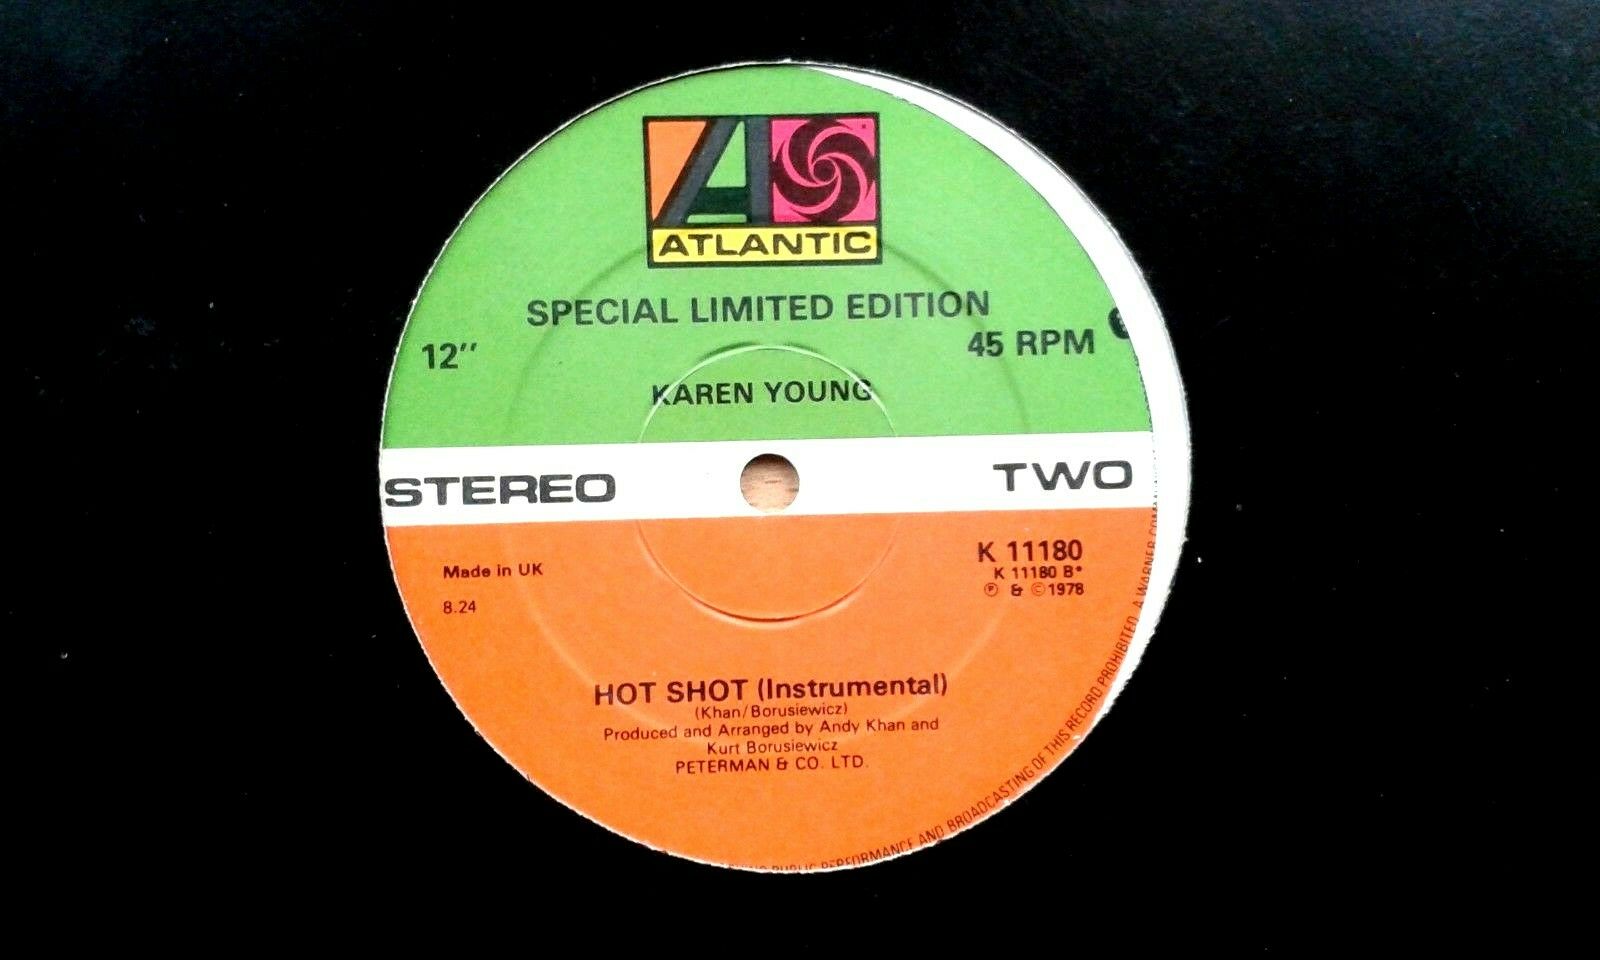 ATLANTIC
SPECIAL LIMITED EDITION
12″ 45 RPM
KAREN YOUNG
STEREO TWO
Made in UK
8.24
K 11180
K 11180 B*
Ⓟ & ©1978
HOT SHOT (Instrumental)
(Khan/Borusiewicz)
Produced and Arranged by Andy Khan and
Kurt Borusiewicz
PETERMAN & CO. LTD.
PUBLIC PERFORMANCE AND BROADCASTING OF THIS RECORD PROHIBITED. A WARNER